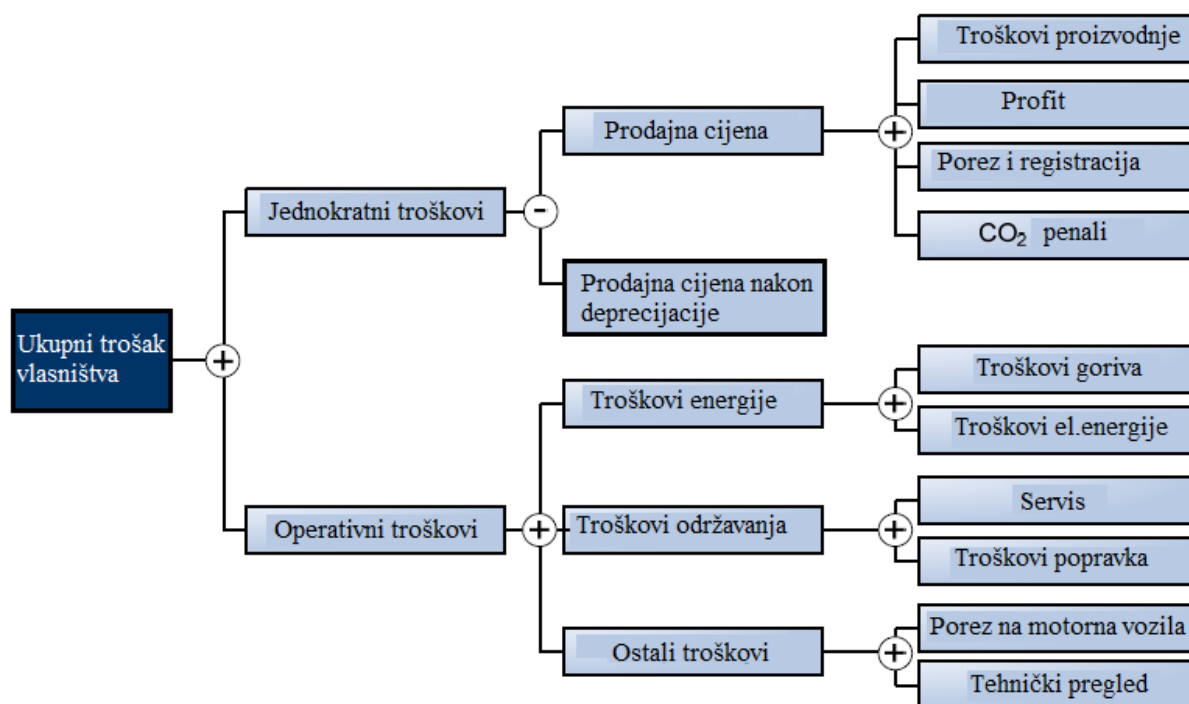 Troškovi proizvodnje
Profit
Prodajna cijena
+
Porez i registracija
Jednokratni troškovi
-
CO₂ penali
Prodajna cijena nakon
deprecijacije
Ukupni trošak
vlasništva
+
Troškovi goriva
Troškovi energije
+
Troškovi el.energije
Servis
Operativni troškovi
+
Troškovi održavanja
+
Troškovi popravka
Porez na motorna vozila
Ostali troškovi
+
Tehnički pregled